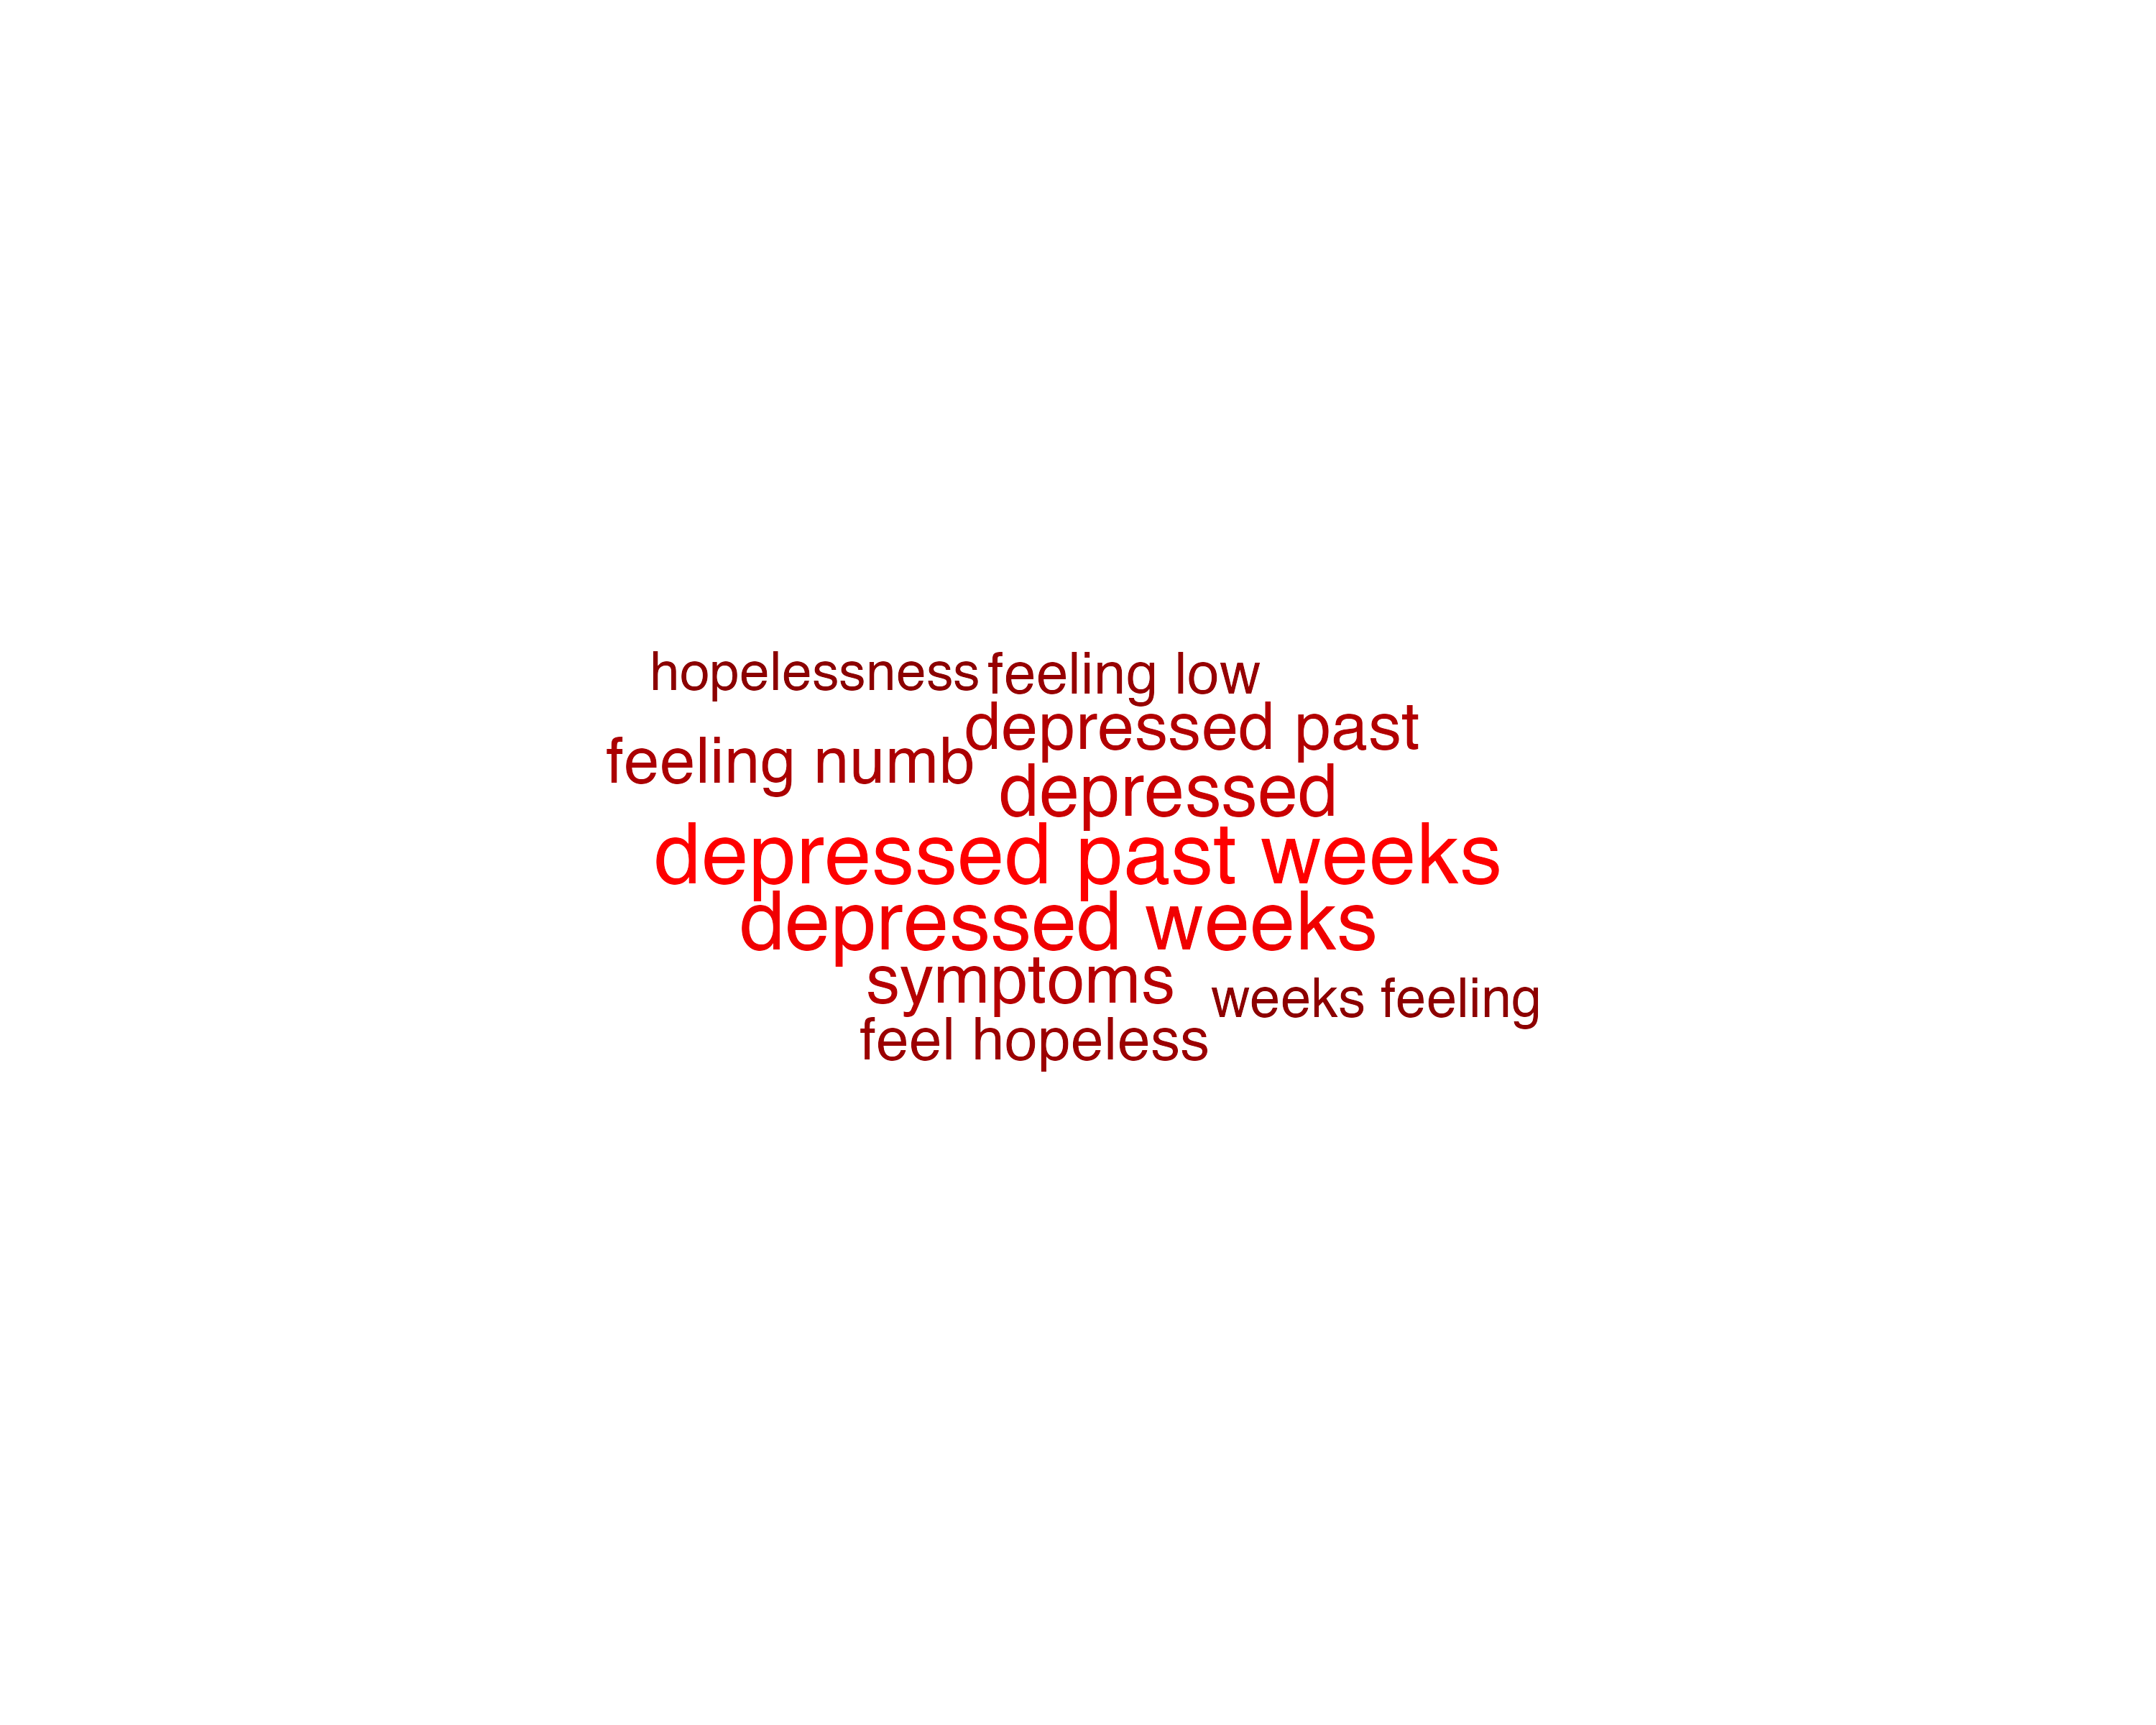 hopelessness feeling low
depressed past
feeling numb
depressed
depressed past weeks
depressed weeks
symptoms
weeks feeling
feel hopeless